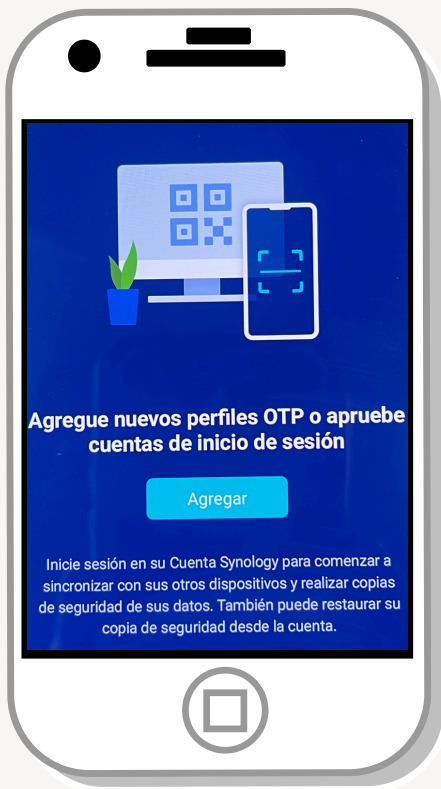 Agregue nuevos perfiles OTP o apruebe
cuentas de inicio de sesión
Agregar
Inicie sesión en su Cuenta Synology para comenzar a
sincronizar con sus otros dispositivos y realizar copias
de seguridad de sus datos. También puede restaurar su
copia de seguridad desde la cuenta.